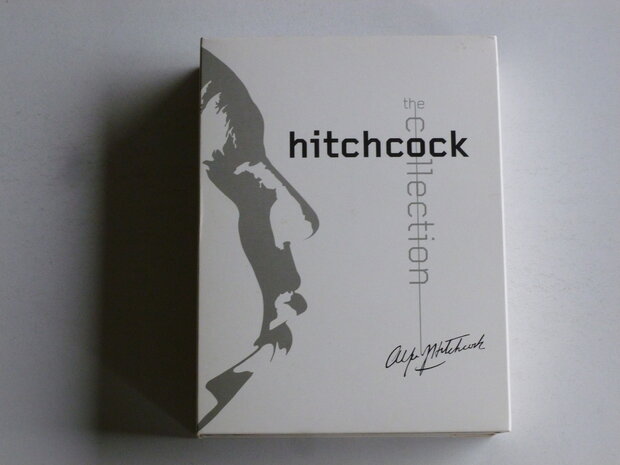 the
hitchcock
collection
Alfred Hitchcock